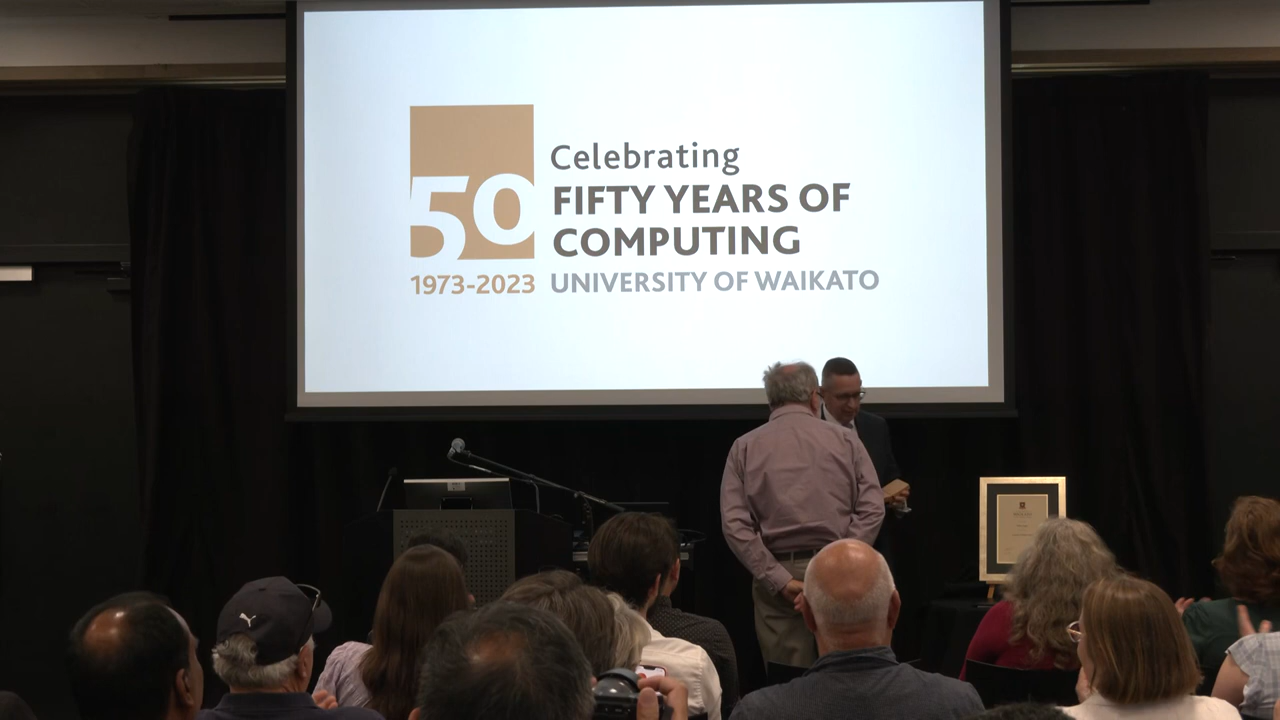 Celebrating
FIFTY YEARS OF
COMPUTING
50
1973-2023
UNIVERSITY OF WAIKATO